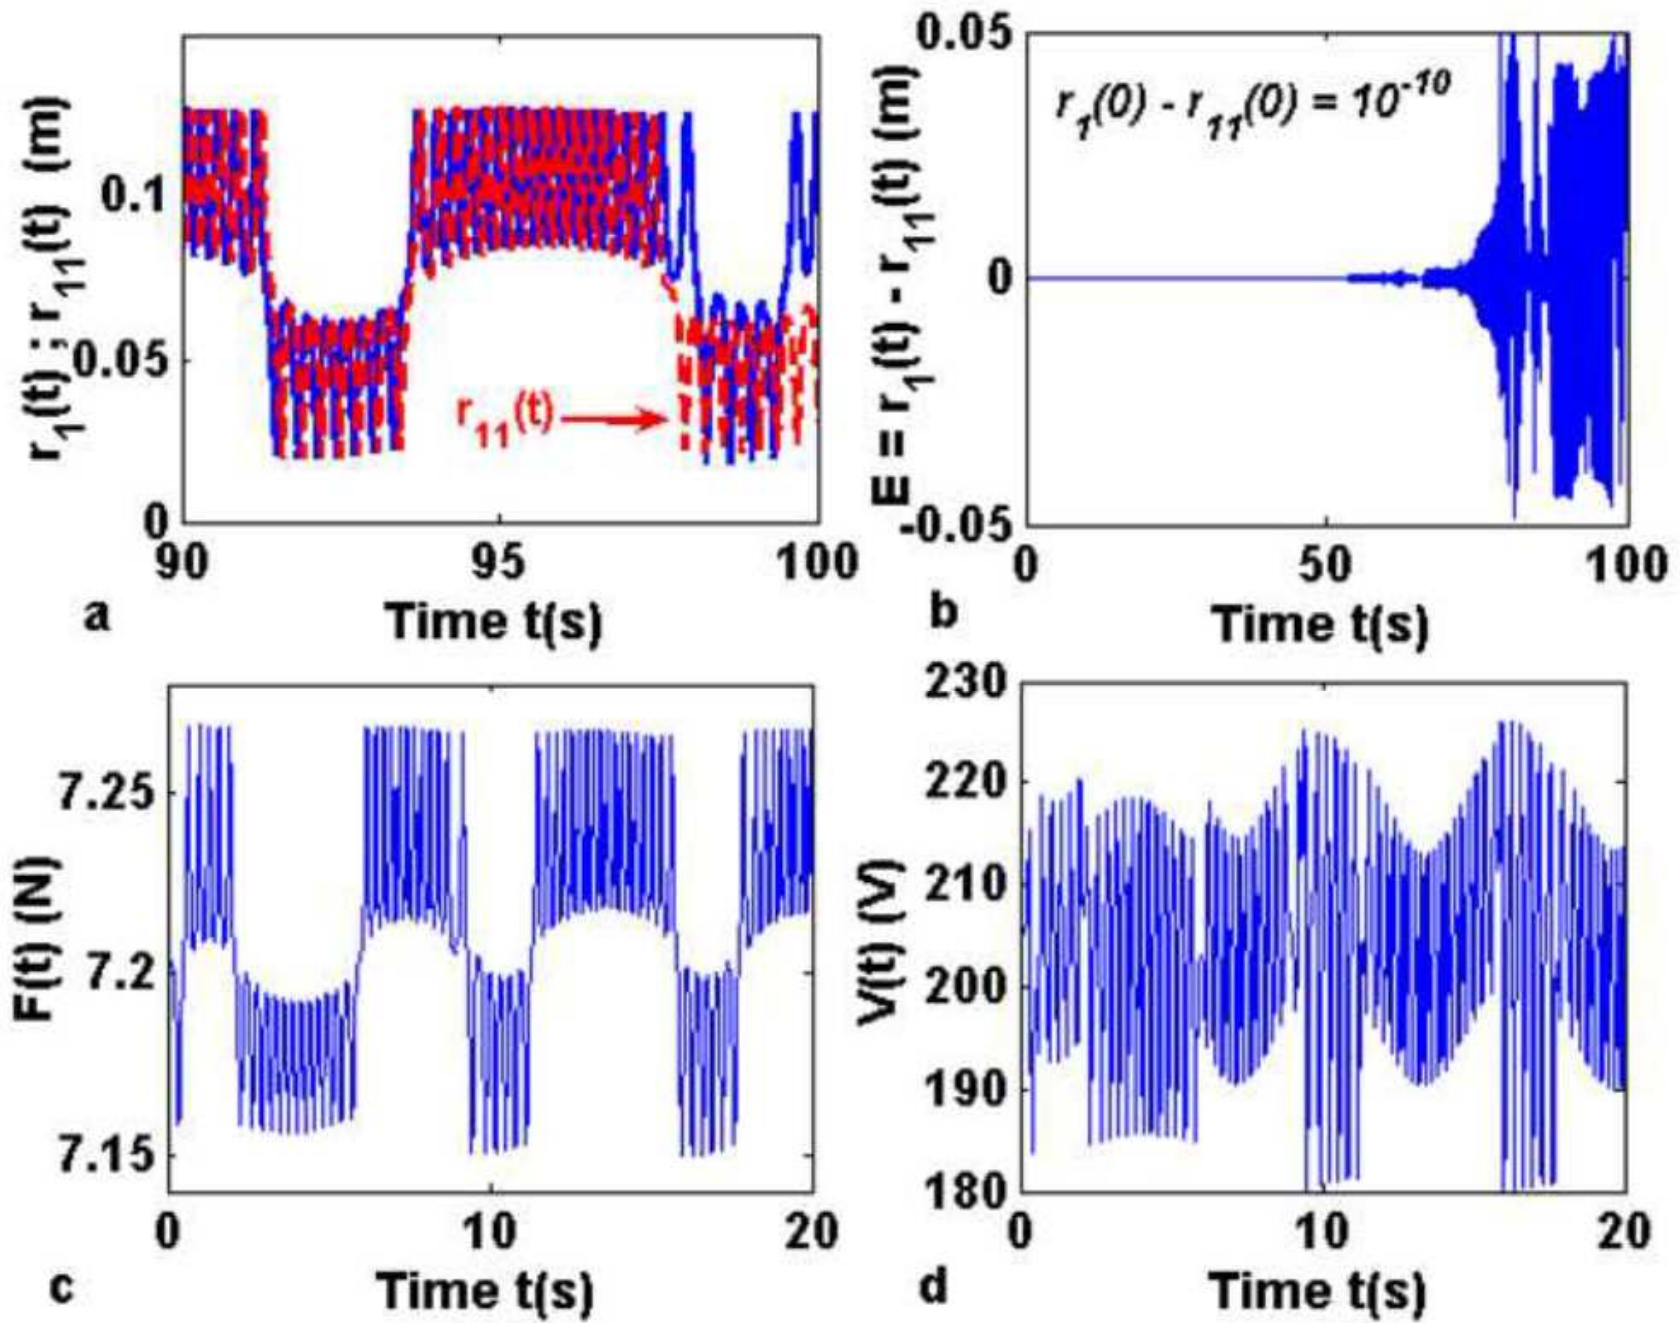 r1(t) ; r11(t) (m)
0.1
0.05
0
90 95 100
r11(t)
a
Time t(s)
E = r1(t) - r11(t) (m)
0.05
0
-0.05
r1(0) - r11(0) = 10^-10
0 50 100
b
Time t(s)
F(t) (N)
7.25
7.2
7.15
0 10 20
c
Time t(s)
V(t) (V)
230
220
210
200
190
180
0 10 20
d
Time t(s)